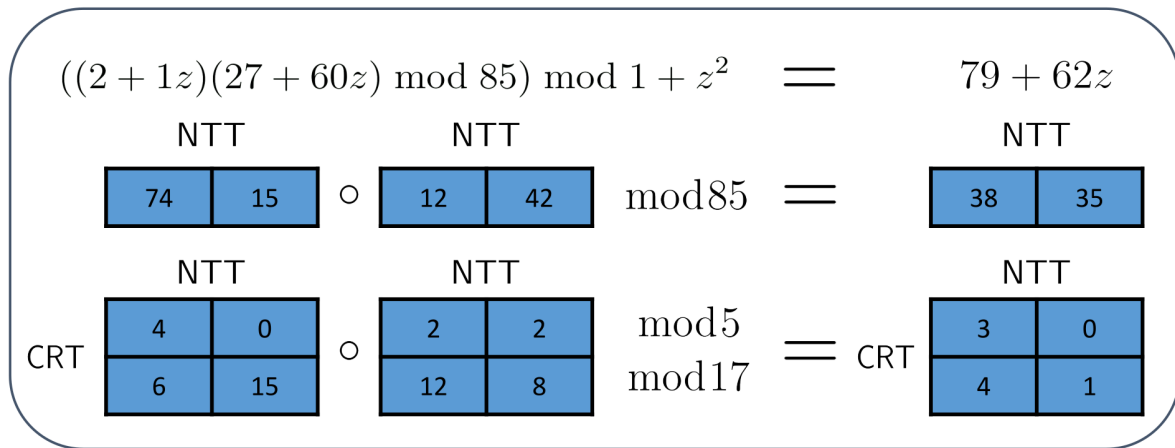 ((2 + 1z)(27 + 60z) mod 85) mod 1 + z² = 79 + 62z
NTT NTT NTT
74 15 ∘ 12 42 mod85 = 38 35
NTT NTT NTT
4 0 2 2 mod5 3 0
CRT ∘ = CRT
6 15 12 8 mod17 4 1